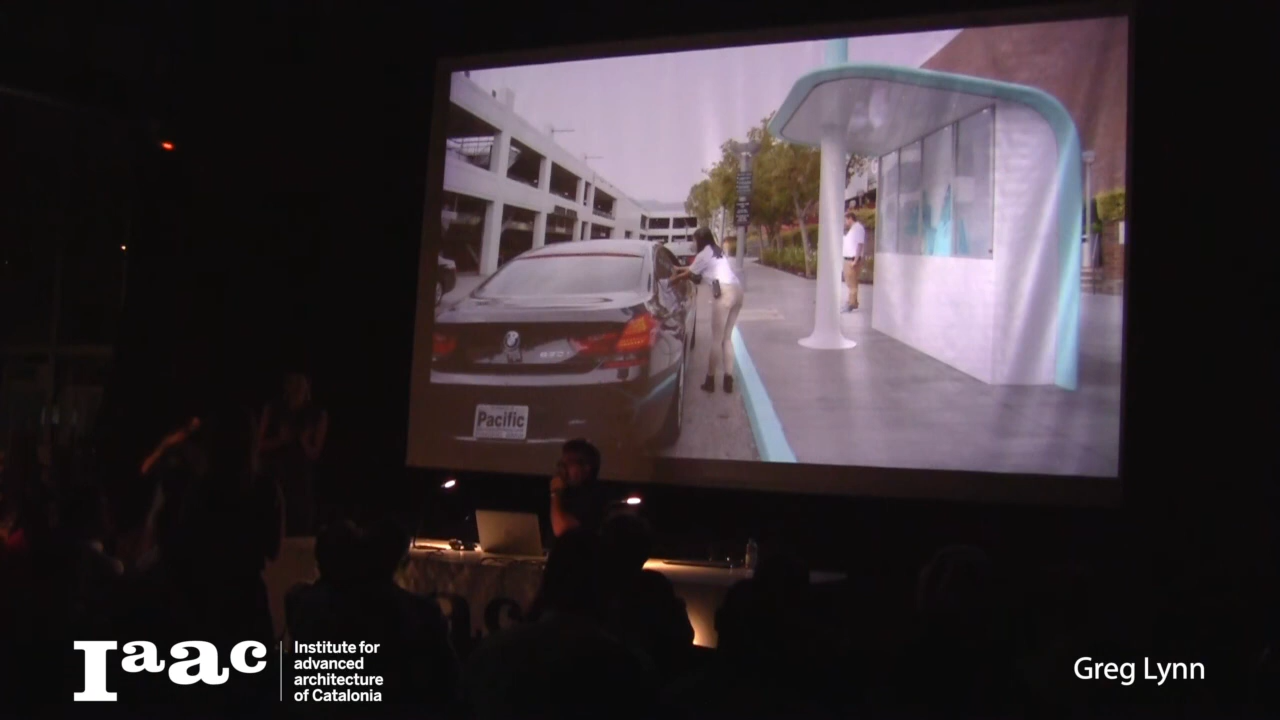 Pacific
Iaac
Institute for
advanced
architecture
of Catalonia
Greg Lynn